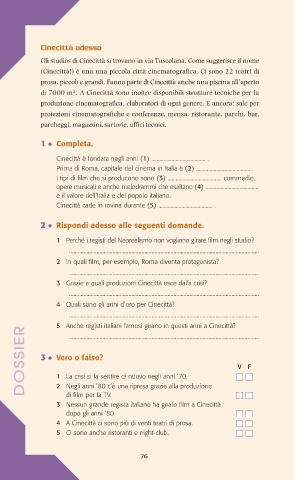 Cinecittà adesso
Gli studios di Cinecittà si trovano in via Tuscolana. Come suggerisce il nome
(Cinecittà!) è una una piccola città cinematografica. Ci sono 22 teatri di
prosa, piccoli e grandi. Fanno parte di Cinecittà anche una piscina all'aperto
di 7000 m². A Cinecittà sono inoltre disponibili strutture tecniche per la
produzione cinematografica, elaboratori di ogni genere. E ancora: sale per
proiezioni cinematografiche e conferenze, mensa, ristorante, parchi, bar,
parcheggi, magazzini, sartorie, uffici tecnici.
1 ◆ Completa.
Cinecittà è fondata negli anni (1) .............................. .
Prima di Roma, capitale del cinema in Italia è (2) .............................. .
I tipi di film che si producono sono (3) .............................. commedie,
opere musicali e anche melodrammi che esaltano (4) ..............................
e il valore dell'Italia e del popolo italiano.
Cinecittà cade in rovina durante (5) .............................. .
2 ◆ Rispondi adesso alle seguenti domande.
1 Perché i registi del Neorealismo non vogliono girare film negli studio?
2 In quali film, per esempio, Roma diventa protagonista?
3 Grazie a quali produzioni Cinecittà esce dalla crisi?
4 Quali sono gli anni d'oro per Cinecittà?
5 Anche registi italiani famosi girano in questi anni a Cinecittà?
3 ◆ Vero o falso?
V F
1 La crisi si fa sentire di nuovo negli anni '70.
2 Negli anni '80 c'è una ripresa grazie alla produzione
di film per la TV.
3 Nessun grande regista italiano ha girato film a Cinecittà
dopo gli anni '80.
4 A Cinecittà ci sono più di venti teatri di prosa.
5 Ci sono anche ristoranti e night-club.
DOSSIER
76